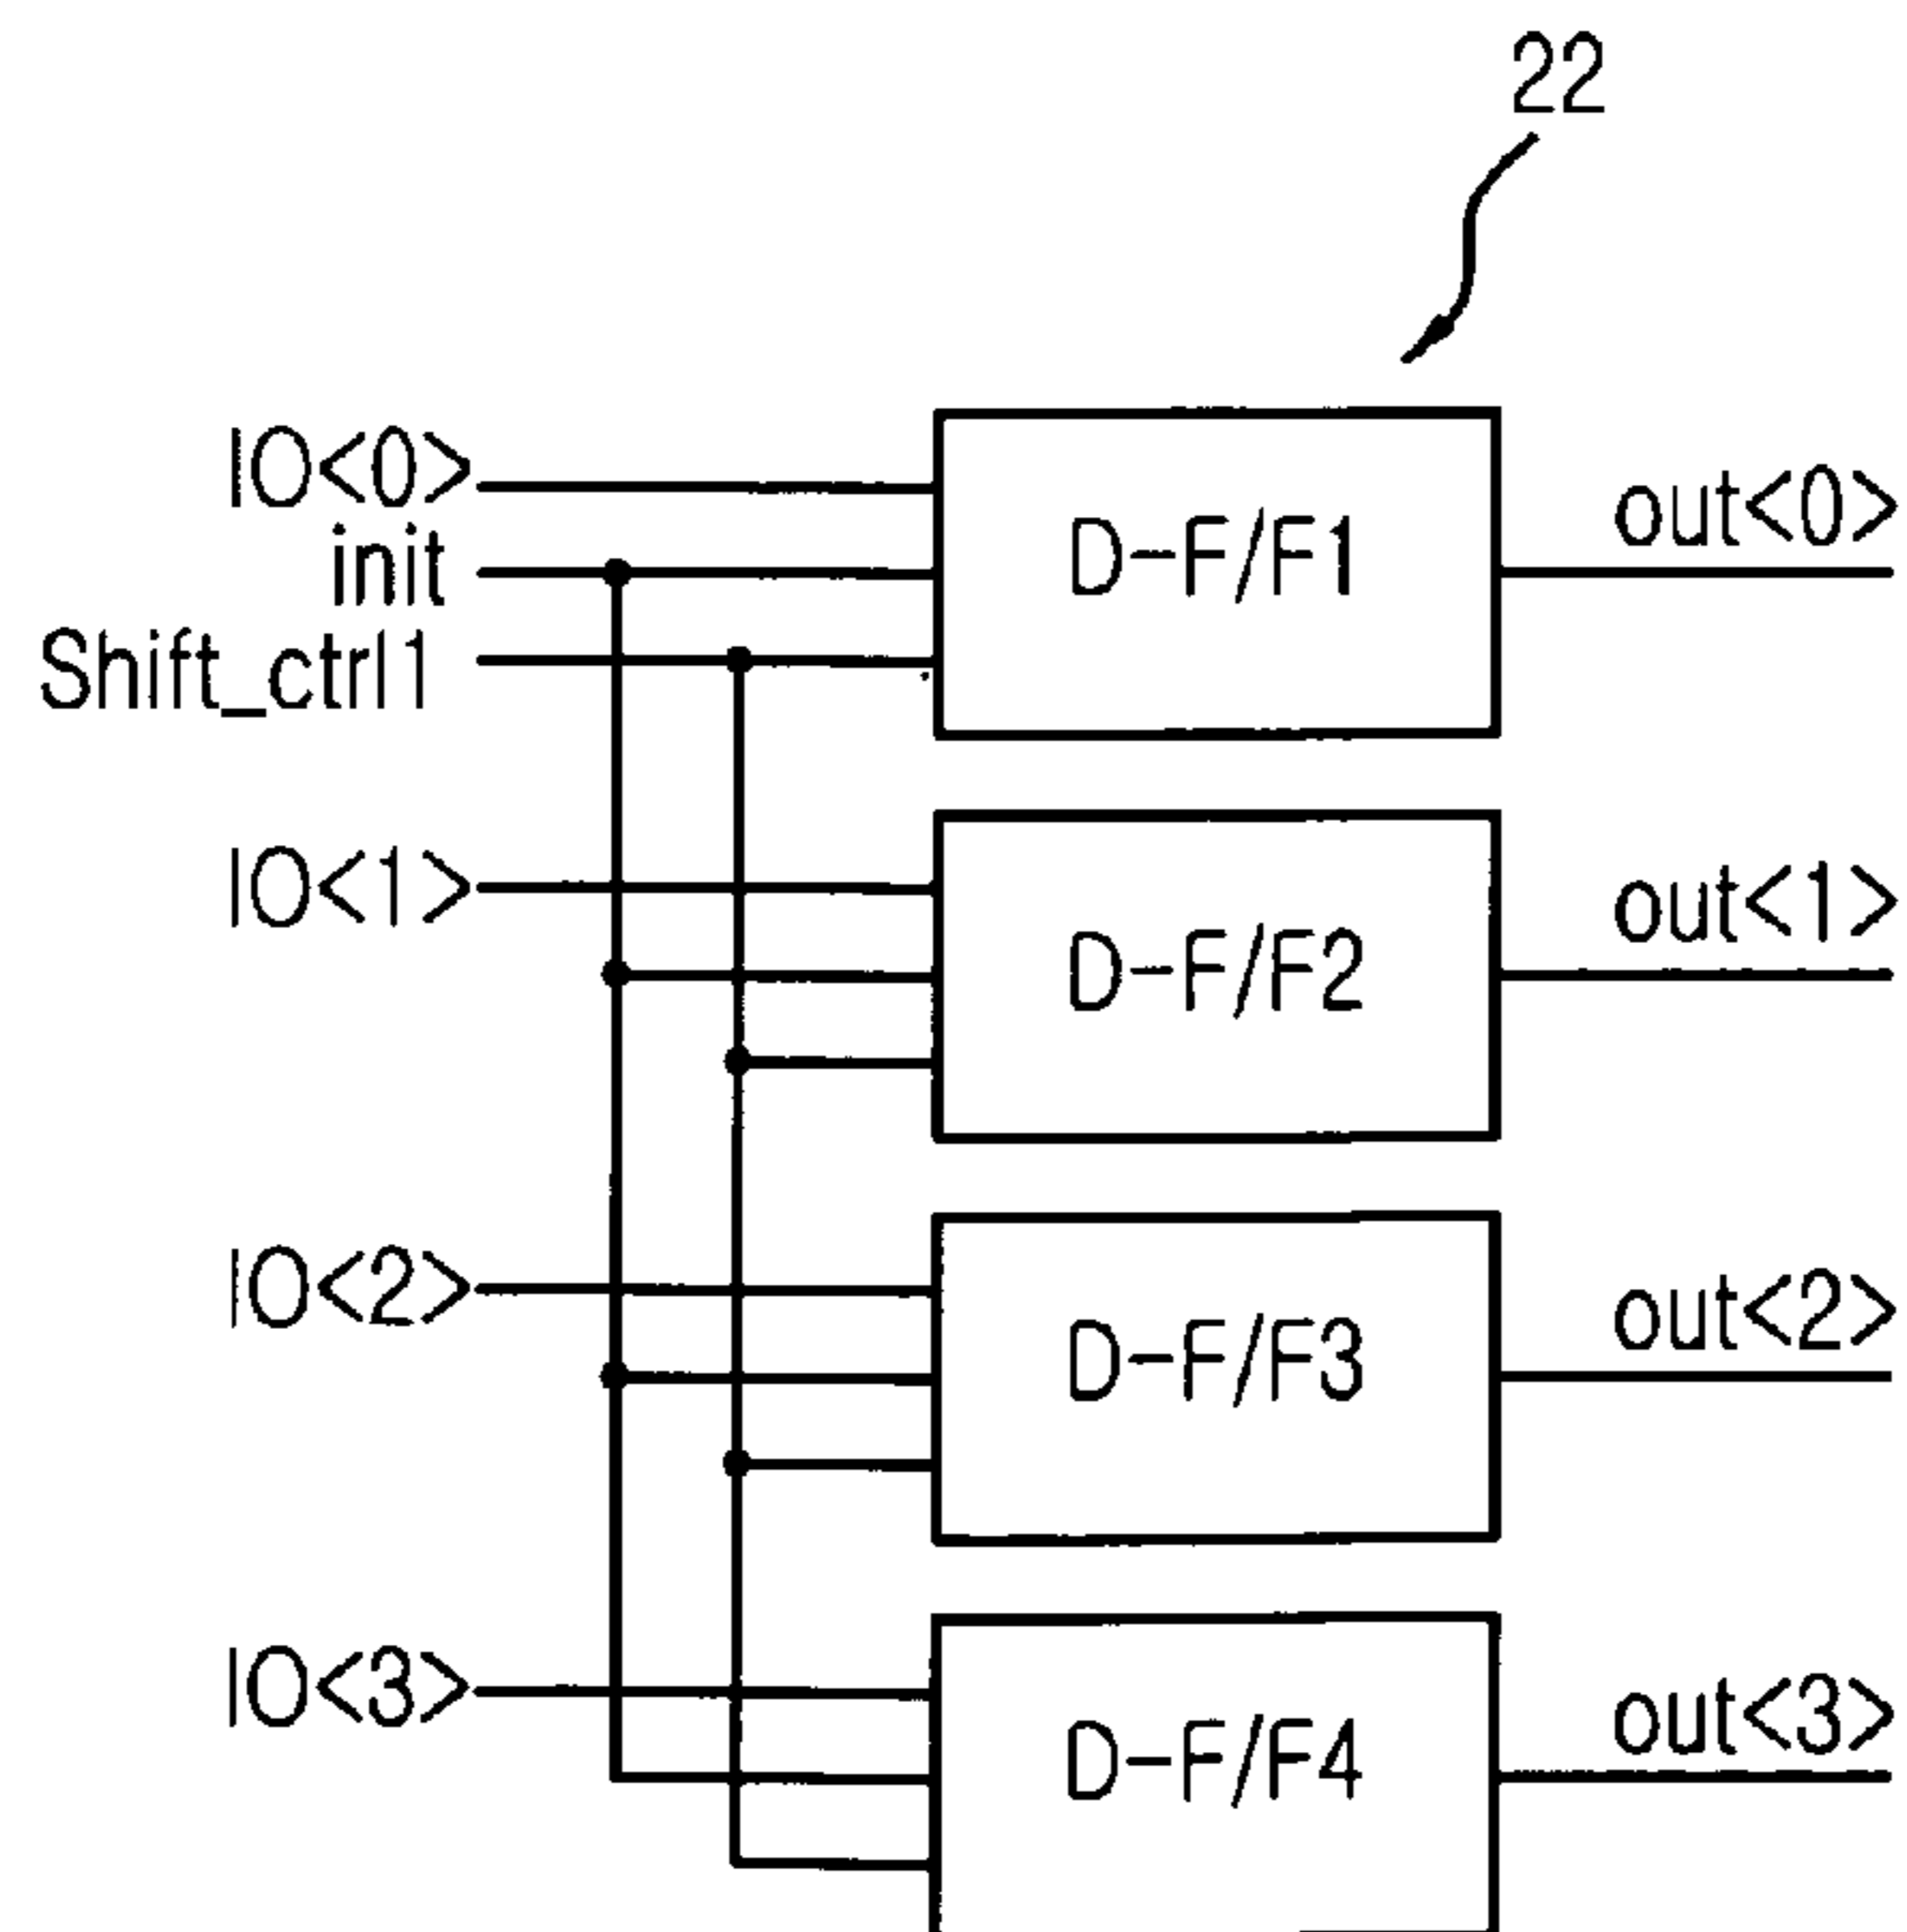 22
IO<0>
init
Shift_ctrl1
D-F/F1
out<0>
IO<1>
D-F/F2
out<1>
IO<2>
D-F/F3
out<2>
IO<3>
D-F/F4
out<3>